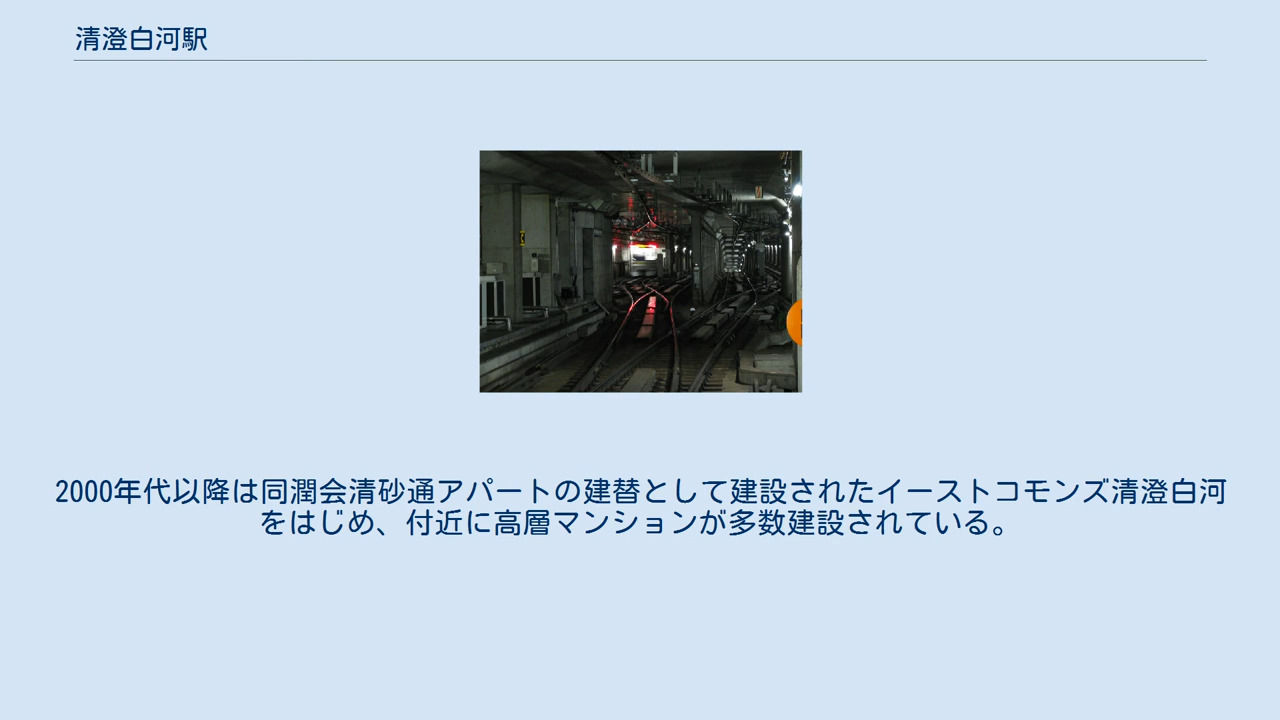 清澄白河駅
2000年代以降は同潤会清砂通アパートの建替として建設されたイーストコモンズ清澄白河
をはじめ、付近に高層マンションが多数建設されている。